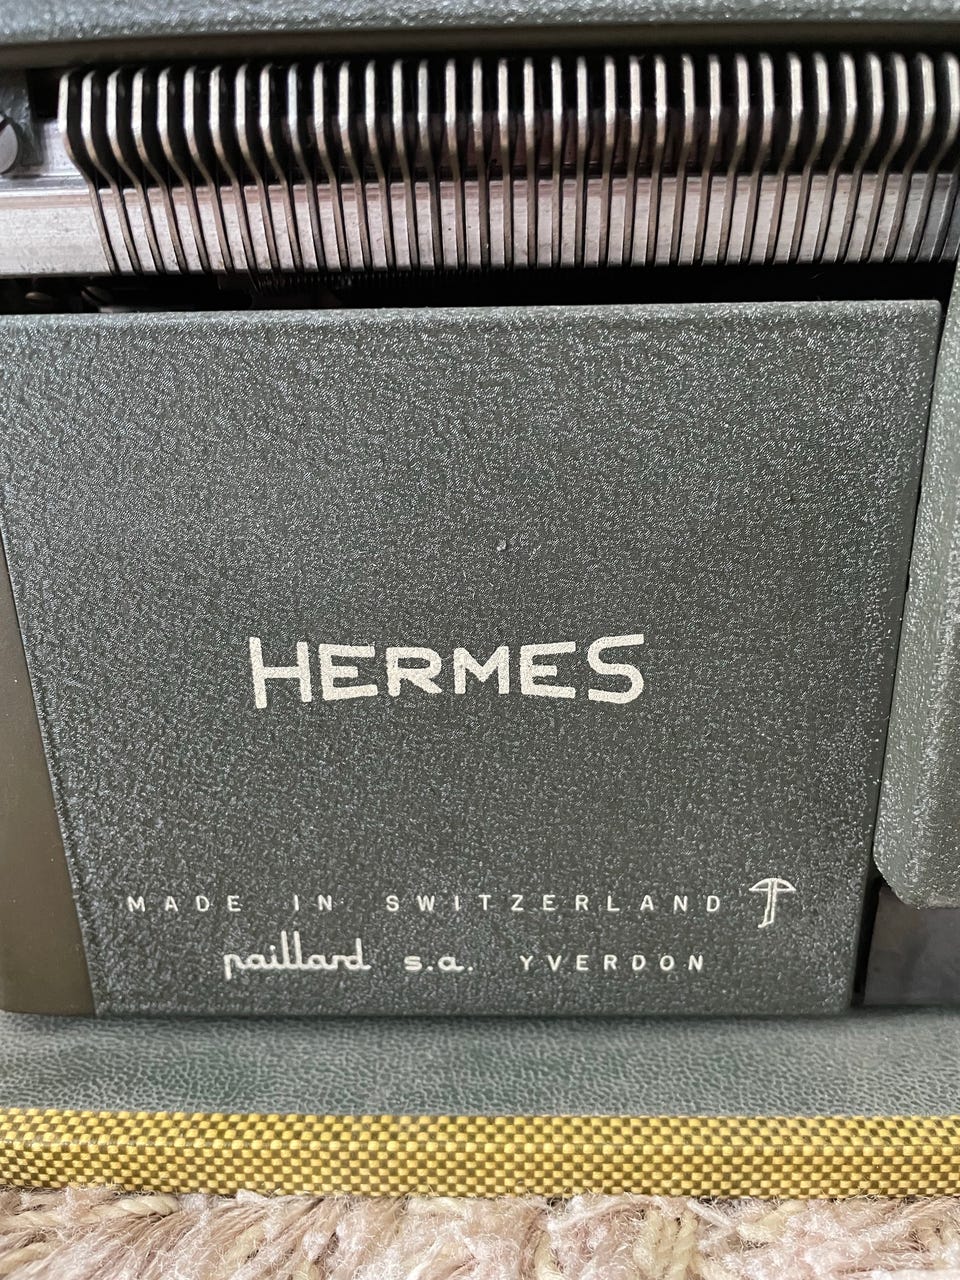 HERMES
MADE IN SWITZERLAND
paillard s.a. YVERDON